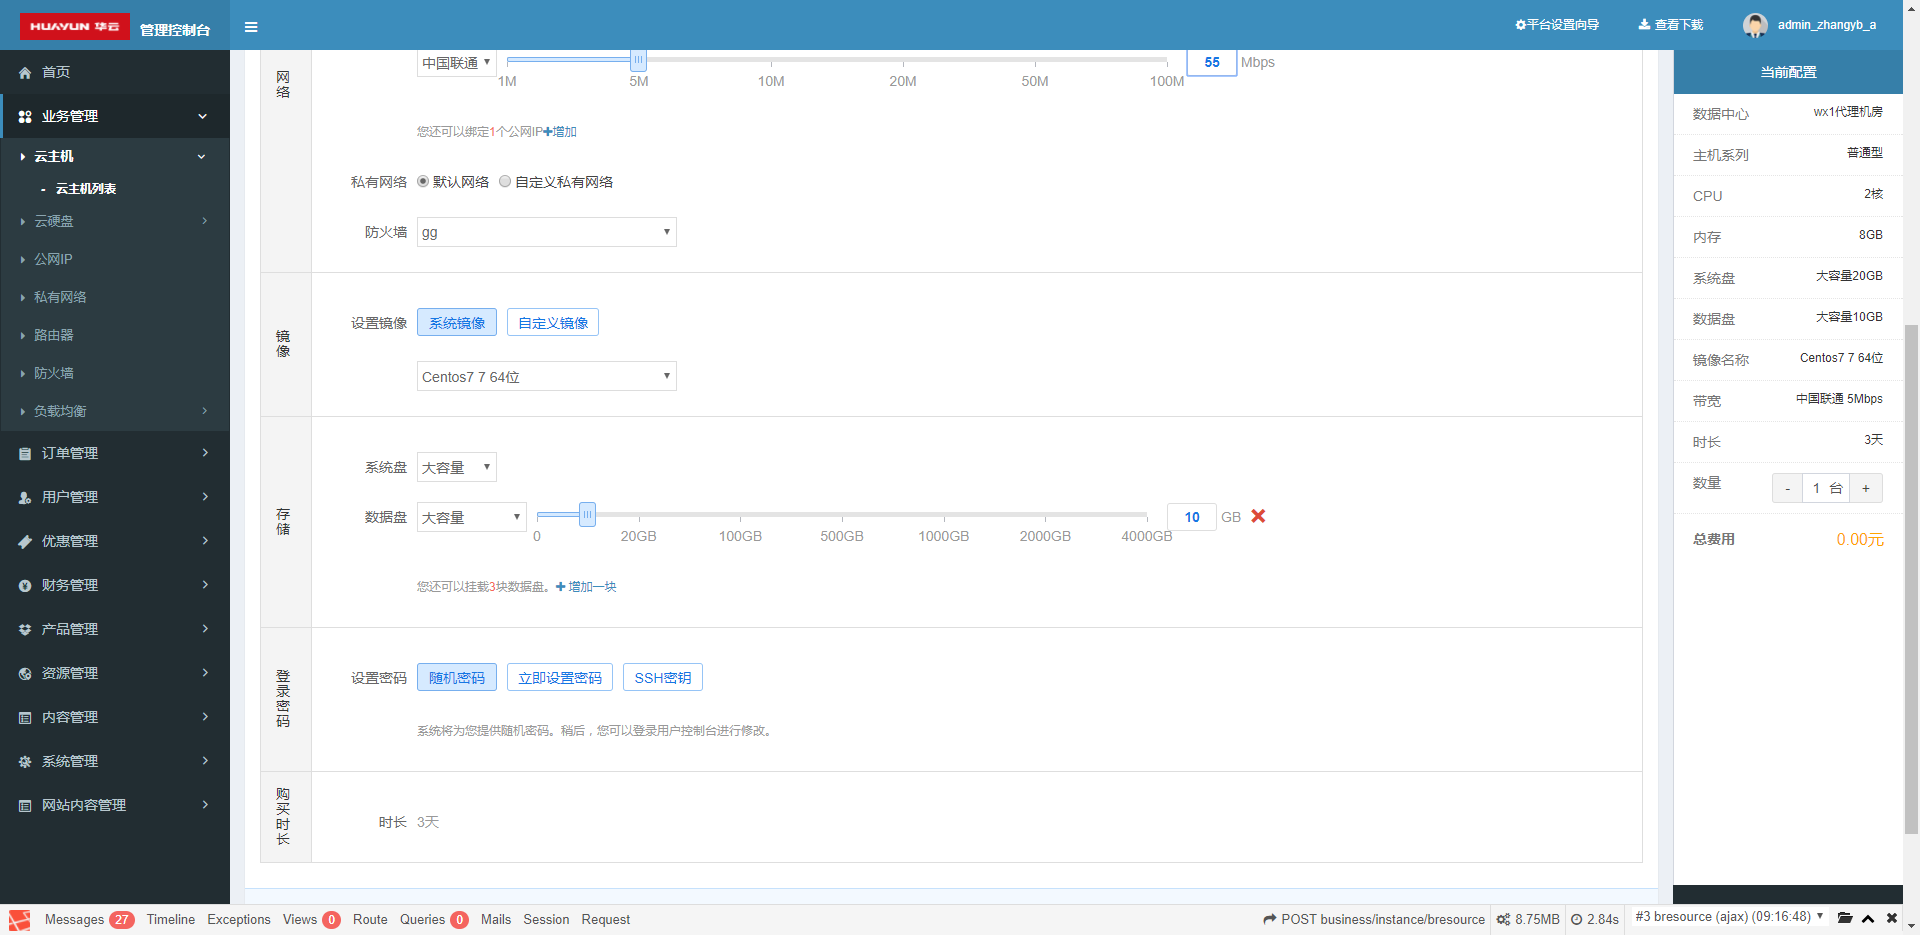 HUAYUN 华云 管理控制台
平台设置向导 查看下载 admin_zhangyb_a
首页
业务管理
云主机
- 云主机列表
云硬盘
公网IP
私有网络
路由器
防火墙
负载均衡
订单管理
用户管理
优惠管理
财务管理
产品管理
资源管理
内容管理
系统管理
网站内容管理
网络
中国联通 55 Mbps
1M 5M 10M 20M 50M 100M
您还可以绑定1个公网IP+增加
私有网络 默认网络 自定义私有网络
防火墙 gg
镜像
设置镜像 系统镜像 自定义镜像
Centos7 7 64位
存储
系统盘 大容量
数据盘 大容量 10 GB
0 20GB 100GB 500GB 1000GB 2000GB 4000GB
您还可以挂载3块数据盘。+ 增加一块
登录密码
设置密码 随机密码 立即设置密码 SSH密钥
系统将为您提供随机密码。稍后，您可以登录用户控制台进行修改。
购买时长
时长 3天
当前配置
数据中心 wx1代理机房
主机系列 普通型
CPU 2核
内存 8GB
系统盘 大容量20GB
数据盘 大容量10GB
镜像名称 Centos7 7 64位
带宽 中国联通 5Mbps
时长 3天
数量 - 1 台 +
总费用 0.00元
Messages 27 Timeline Exceptions Views 0 Route Queries 0 Mails Session Request
POST business/instance/bresource 8.75MB 2.84s #3 bresource (ajax) (09:16:48)